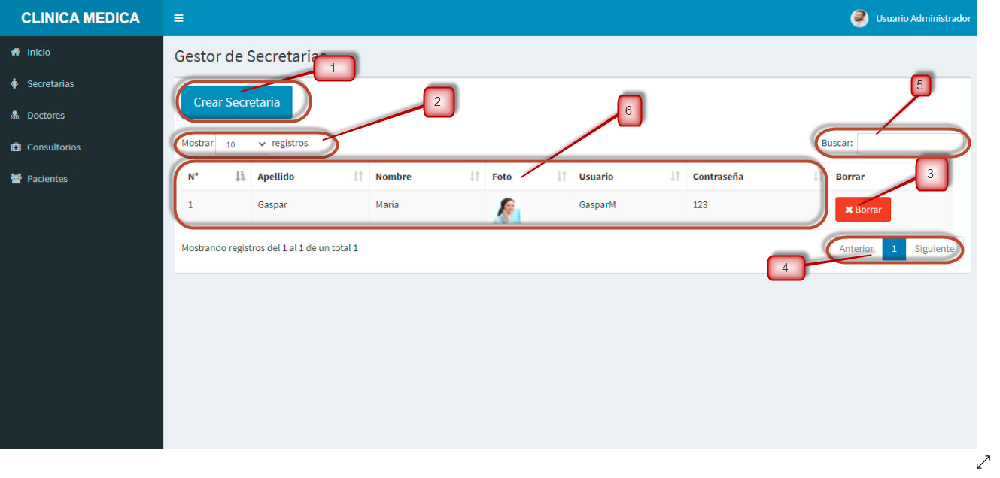 CLINICA MEDICA
Usuario Administrador
Inicio
Secretarias
Doctores
Consultorios
Pacientes
Gestor de Secretarias
1
Crear Secretaria
2
6
5
Mostrar 10 registros
Buscar:
3
N° Apellido Nombre Foto Usuario Contraseña Borrar
1 Gaspar María GasparM 123 Borrar
Mostrando registros del 1 al 1 de un total 1
Anterior 1 Siguiente
4